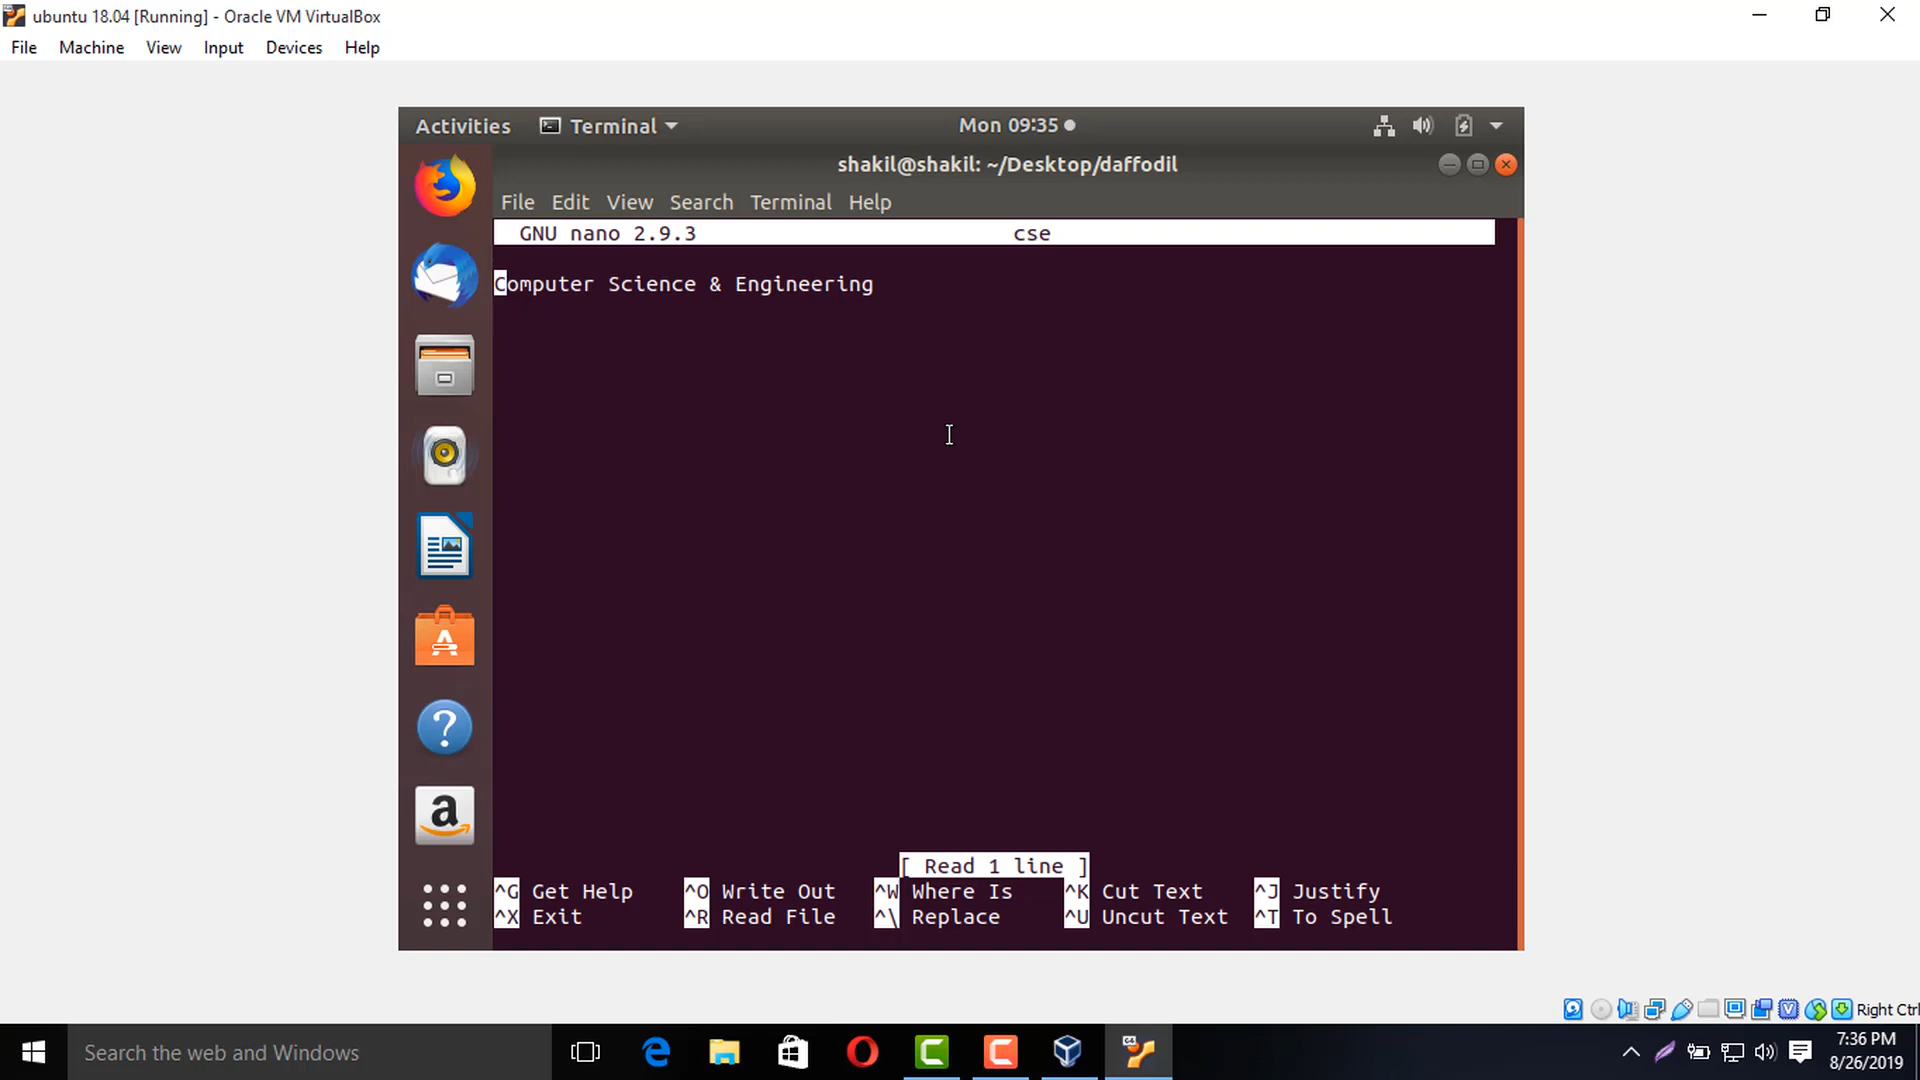 ubuntu 18.04 [Running] - Oracle VM VirtualBox
File Machine View Input Devices Help
Activities Terminal Mon 09:35
shakil@shakil: ~/Desktop/daffodil
File Edit View Search Terminal Help
GNU nano 2.9.3 cse
Computer Science & Engineering
[ Read 1 line ]
^G Get Help ^O Write Out ^W Where Is ^K Cut Text ^J Justify
^X Exit ^R Read File ^\ Replace ^U Uncut Text ^T To Spell
Right Ctrl
Search the web and Windows
7:36 PM
8/26/2019